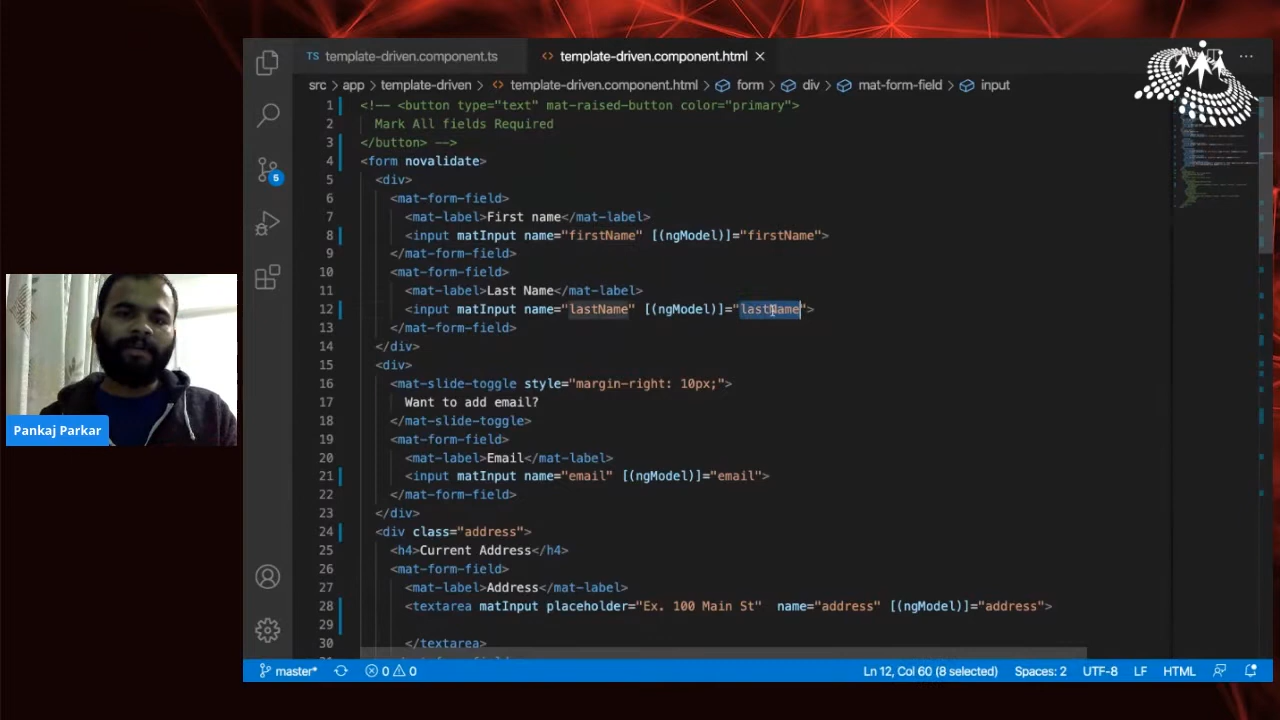 TS template-driven.component.ts
<> template-driven.component.html ×
src › app › template-driven › <> template-driven.component.html › form › div › mat-form-field › input
1 <!-- <button type="text" mat-raised-button color="primary">
2 Mark All fields Required
3 </button> -->
4 <form novalidate>
5 <div>
6 <mat-form-field>
7 <mat-label>First name</mat-label>
8 <input matInput name="firstName" [(ngModel)]="firstName">
9 </mat-form-field>
10 <mat-form-field>
11 <mat-label>Last Name</mat-label>
12 <input matInput name="lastName" [(ngModel)]="lastName">
13 </mat-form-field>
14 </div>
15 <div>
16 <mat-slide-toggle style="margin-right: 10px;">
17 Want to add email?
18 </mat-slide-toggle>
19 <mat-form-field>
20 <mat-label>Email</mat-label>
21 <input matInput name="email" [(ngModel)]="email">
22 </mat-form-field>
23 </div>
24 <div class="address">
25 <h4>Current Address</h4>
26 <mat-form-field>
27 <mat-label>Address</mat-label>
28 <textarea matInput placeholder="Ex. 100 Main St" name="address" [(ngModel)]="address">
29
30 </textarea>
5
Pankaj Parkar
master* 0 0 Ln 12, Col 60 (8 selected) Spaces: 2 UTF-8 LF HTML